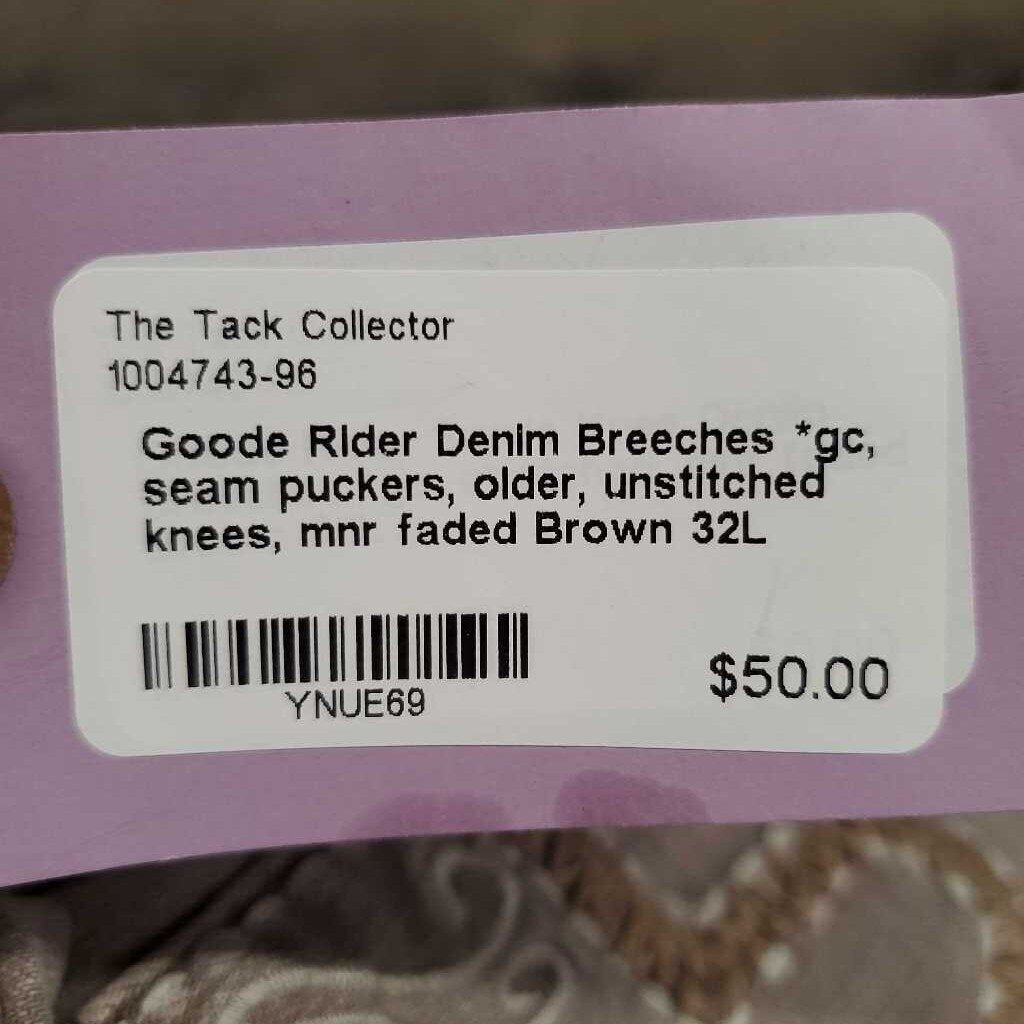 The Tack Collector
1004743-96
Goode Rider Denim Breeches *gc,
seam puckers, older, unstitched
knees, mnr faded Brown 32L
YNUE69
$50.00